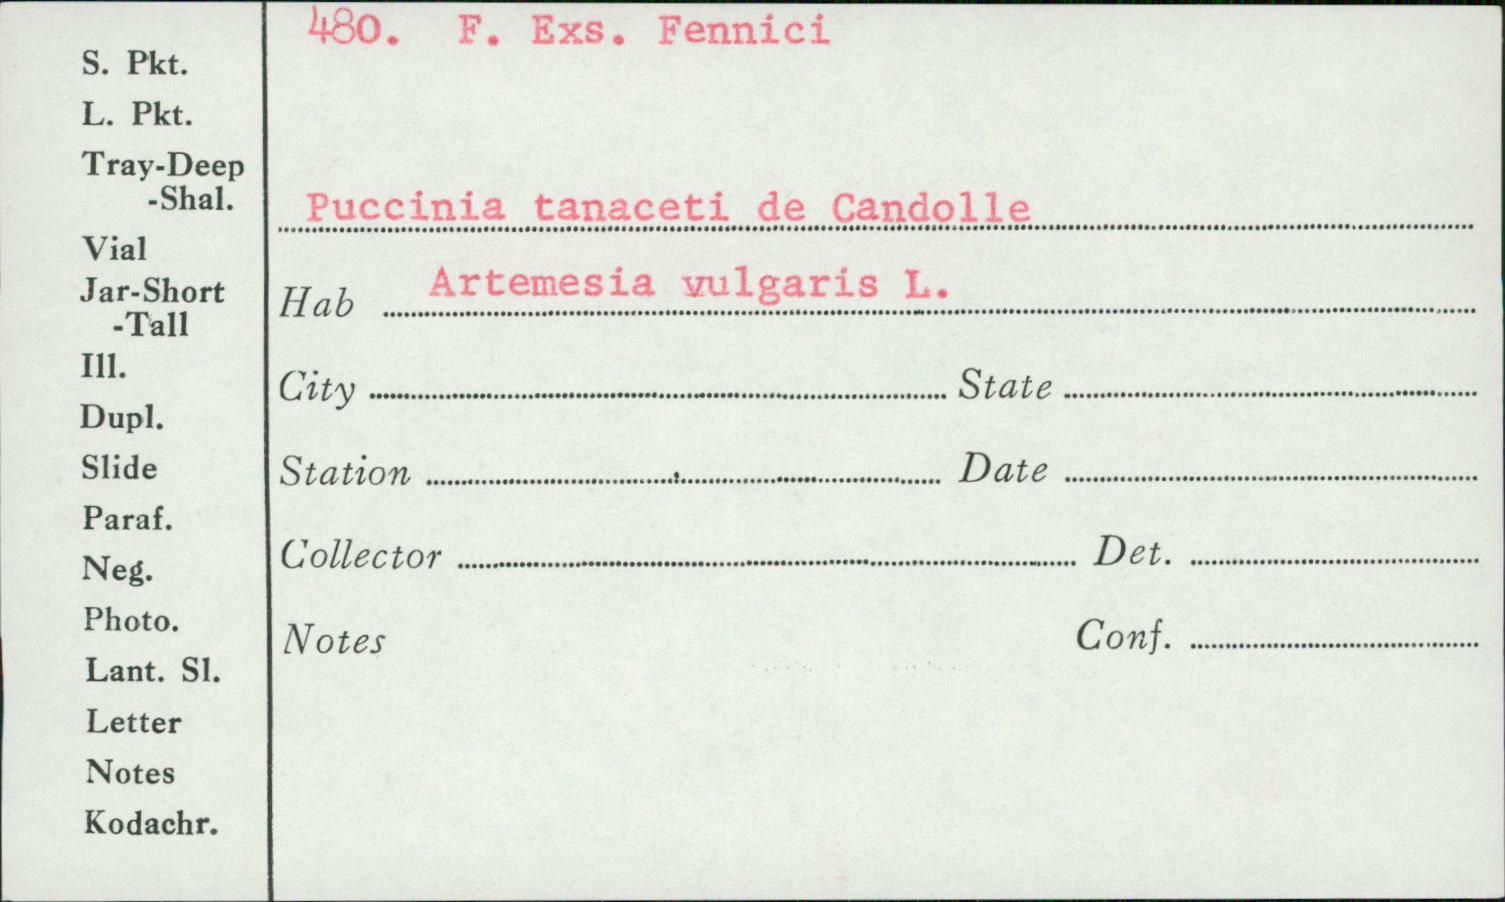 480. F. Exs. Fennici
S. Pkt.
L. Pkt.
Tray-Deep
-Shal.
Puccinia tanaceti de Candolle
Vial
Jar-Short
-Tall
Hab Artemesia vulgaris L.
Ill.
City State
Dupl.
Slide
Station Date
Paraf.
Neg.
Collector Det.
Photo.
Notes Conf.
Lant. Sl.
Letter
Notes
Kodachr.